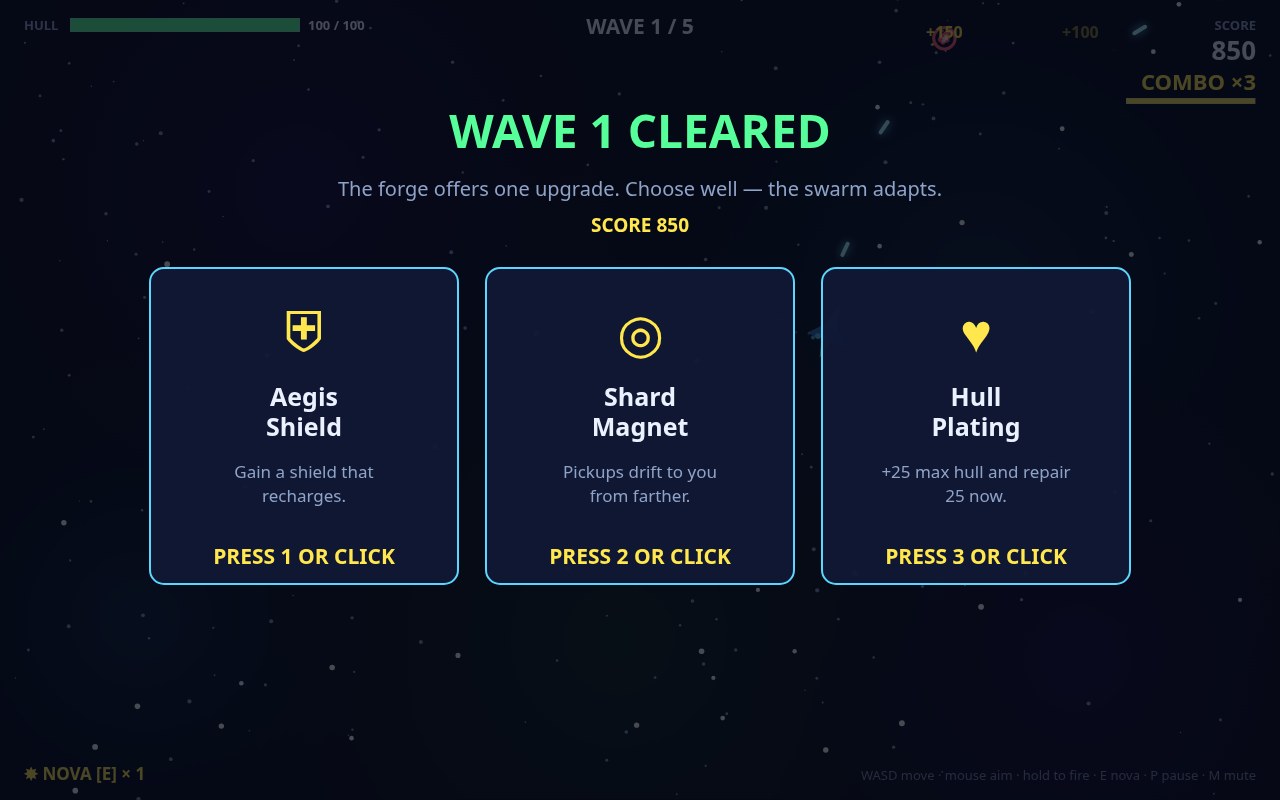 HULL 100 / 100
WAVE 1 / 5
+150
+100
SCORE
850
COMBO ×3
WAVE 1 CLEARED
The forge offers one upgrade. Choose well — the swarm adapts.
SCORE 850
Aegis
Shield
Gain a shield that
recharges.
PRESS 1 OR CLICK
Shard
Magnet
Pickups drift to you
from farther.
PRESS 2 OR CLICK
Hull
Plating
+25 max hull and repair
25 now.
PRESS 3 OR CLICK
NOVA [E] × 1
WASD move · mouse aim · hold to fire · E nova · P pause · M mute